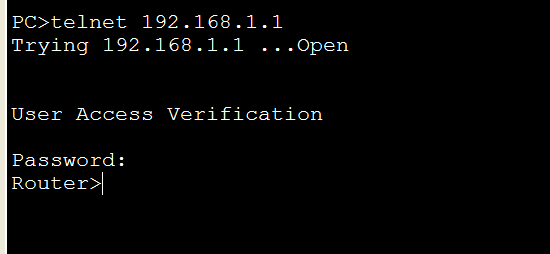 PC>telnet 192.168.1.1
Trying 192.168.1.1 ...Open
User Access Verification
Password:
Router>